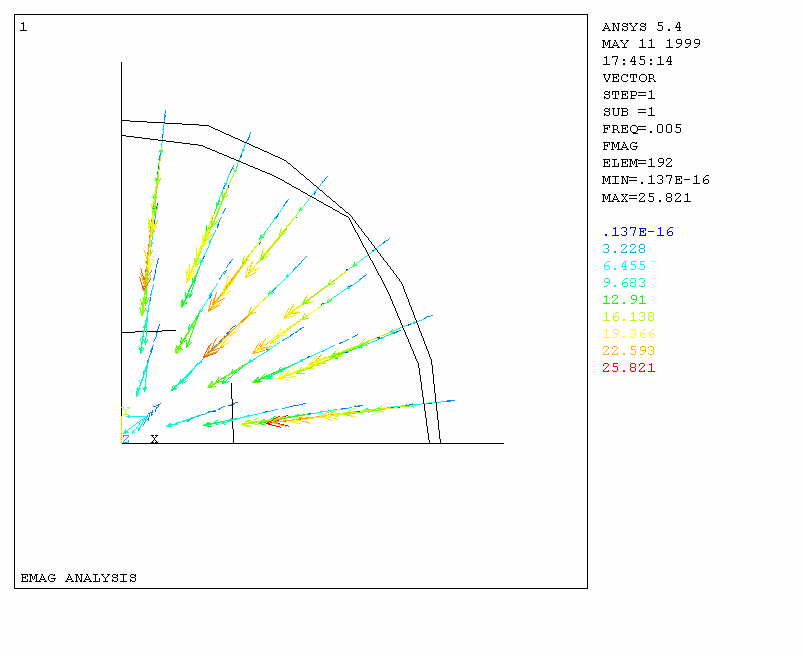 1
ANSYS 5.4
MAY 11 1999
17:45:14
VECTOR
STEP=1
SUB =1
FREQ=.005
FMAG
ELEM=192
MIN=.137E-16
MAX=25.821
.137E-16
3.228
6.455
9.683
12.91
16.138
19.366
22.593
25.821
Y
Z X
EMAG ANALYSIS